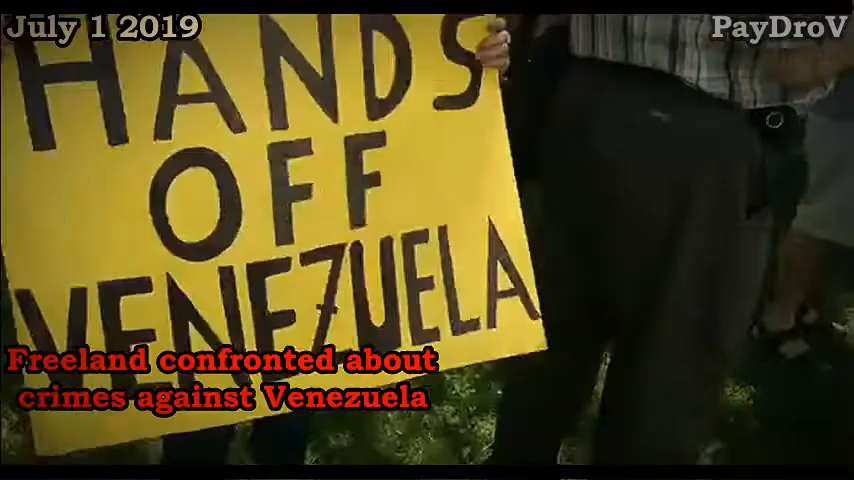 July 1 2019
PayDroV
HANDS
OFF
VENEZUELA
Freeland confronted about
crimes against Venezuela